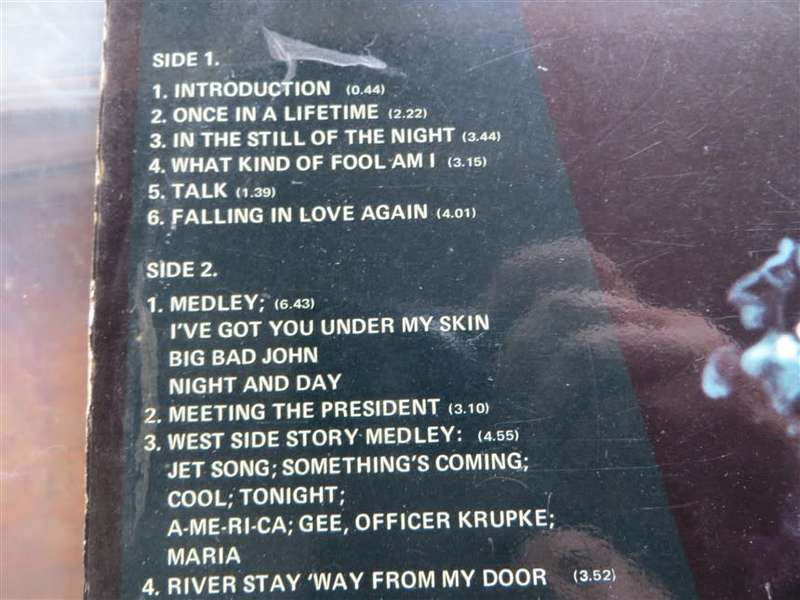 SIDE 1.
1. INTRODUCTION (0.44)
2. ONCE IN A LIFETIME (2.22)
3. IN THE STILL OF THE NIGHT (3.44)
4. WHAT KIND OF FOOL AM I (3.15)
5. TALK (1.39)
6. FALLING IN LOVE AGAIN (4.01)
SIDE 2.
1. MEDLEY; (6.43)
I'VE GOT YOU UNDER MY SKIN
BIG BAD JOHN
NIGHT AND DAY
2. MEETING THE PRESIDENT (3.10)
3. WEST SIDE STORY MEDLEY: (4.55)
JET SONG; SOMETHING'S COMING;
COOL; TONIGHT;
A-ME-RI-CA; GEE, OFFICER KRUPKE;
MARIA
4. RIVER STAY 'WAY FROM MY DOOR (3.52)